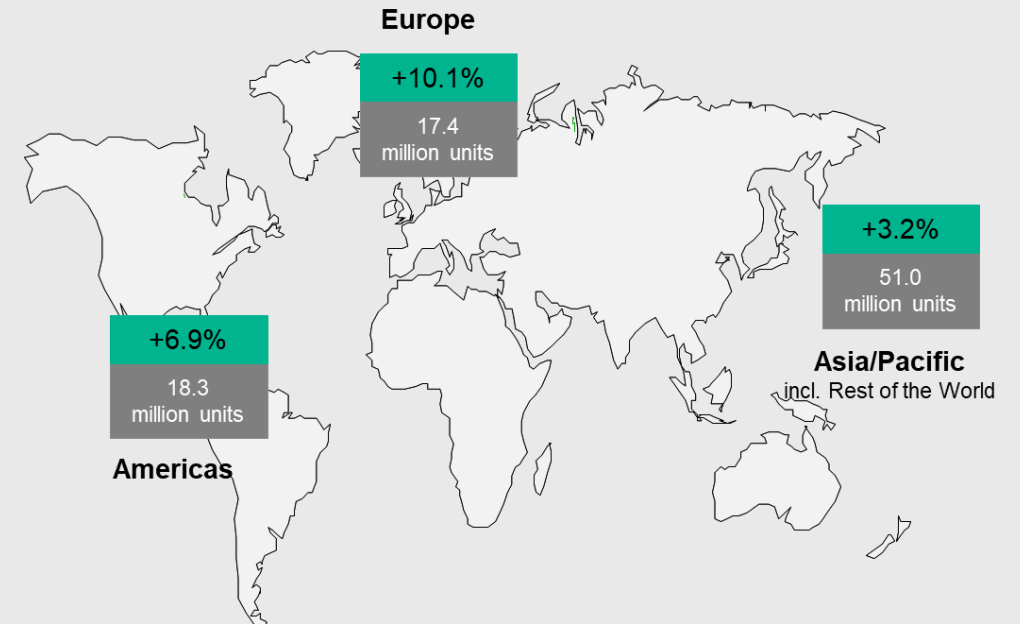 Europe
+10.1%
17.4
million units
+3.2%
51.0
million units
Asia/Pacific
incl. Rest of the World
+6.9%
18.3
million units
Americas